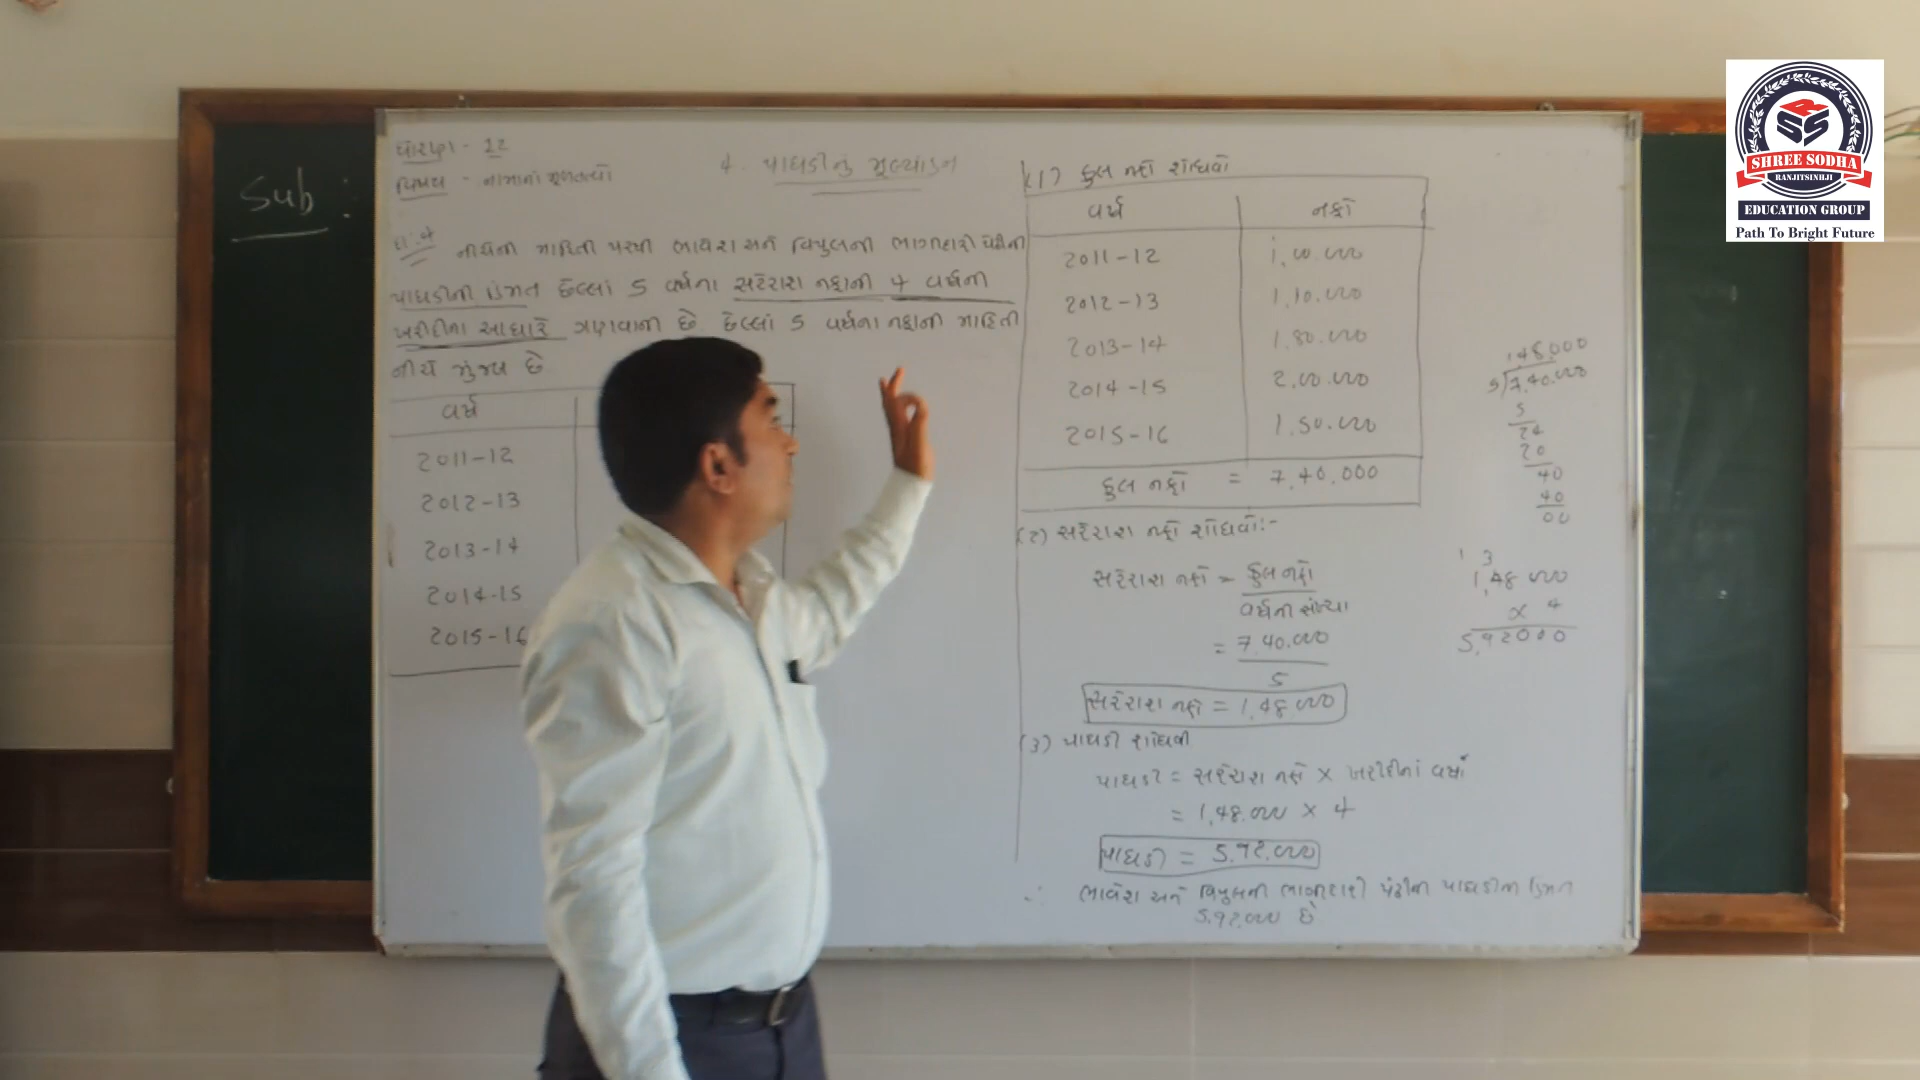 Sub :
ધોરણ - 12
વિષય - નામાનાં મૂળતત્વો
4. પાઘડીનું મૂલ્યાંકન
દા.4 નીચેની માહિતી પરથી ભાવેશ અને વિપુલની ભાગીદારી પેઢીની
પાઘડીની કિંમત છેલ્લાં 5 વર્ષના સરેરાશ નફાની 4 વર્ષની
ખરીદીના આધારે ગણવાની છે છેલ્લાં 5 વર્ષના નફાની માહિતી
નીચે મુજબ છે
વર્ષ
2011-12
2012-13
2013-14
2014-15
2015-16
(1) કુલ નફો શોધવો
વર્ષ નફો
2011-12 1,00,000
2012-13 1,10,000
2013-14 1,80,000
2014-15 2,00,000
2015-16 1,50,000
કુલ નફો = 7,40,000
(2) સરેરાશ નફો શોધવો:-
સરેરાશ નફો = કુલ નફો
વર્ષની સંખ્યા
= 7,40,000
5
સરેરાશ નફો = 1,48,000
(3) પાઘડી શોધવી
પાઘડી = સરેરાશ નફો × ખરીદીનાં વર્ષો
= 1,48,000 × 4
પાઘડી = 5,92,000
∴ ભાવેશ અને વિપુલની ભાગીદારી પેઢીની પાઘડીની કિંમત
5,92,000 છે
148,000
5)7,40,000
5
24
20
40
40
00
1 3
1,48,000
× 4
5,92000
SHREE SODHA
RANJITSINHJI
EDUCATION GROUP
Path To Bright Future